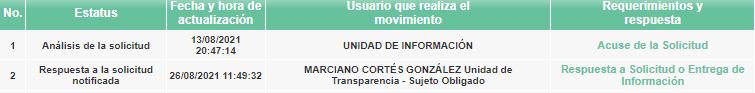 No. Estatus Fecha y hora de actualización Usuario que realiza el movimiento Requerimientos y respuesta
1 Análisis de la solicitud 13/08/2021 20:47:14 UNIDAD DE INFORMACIÓN Acuse de la Solicitud
2 Respuesta a la solicitud notificada 26/08/2021 11:49:32 MARCIANO CORTÉS GONZÁLEZ Unidad de Transparencia - Sujeto Obligado Respuesta a Solicitud o Entrega de Información